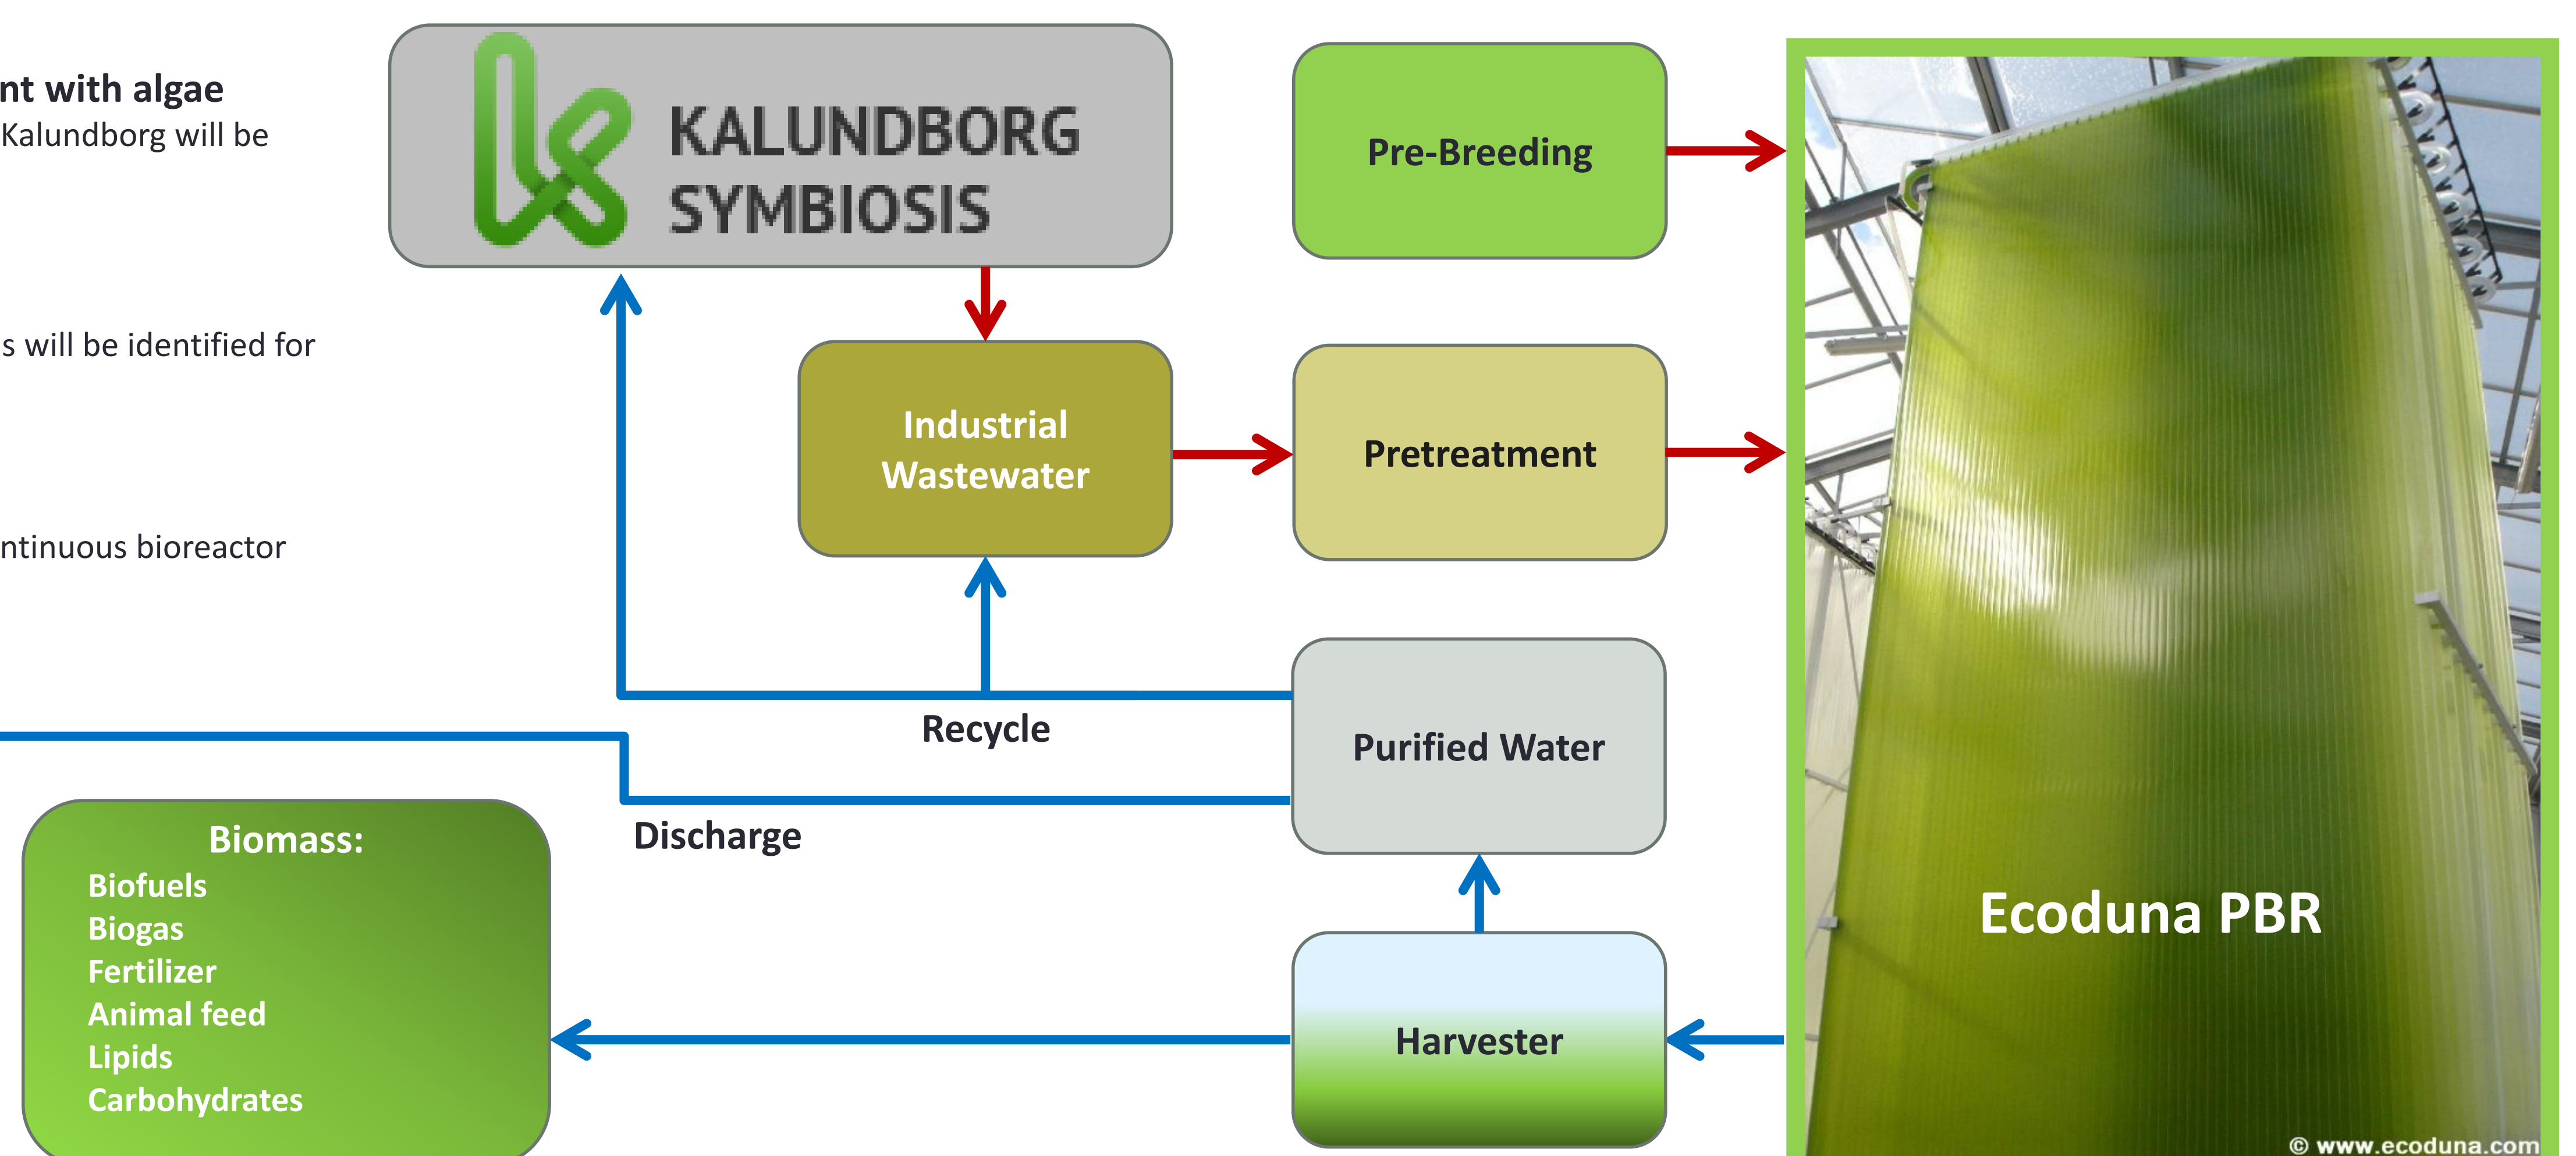 nt with algae
Kalundborg will be
s will be identified for
ntinuous bioreactor
KALUNDBORG
SYMBIOSIS
Pre-Breeding
Industrial
Wastewater
Pretreatment
Recycle
Purified Water
Discharge
Biomass:
Biofuels
Biogas
Fertilizer
Animal feed
Lipids
Carbohydrates
Harvester
Ecoduna PBR
© www.ecoduna.com